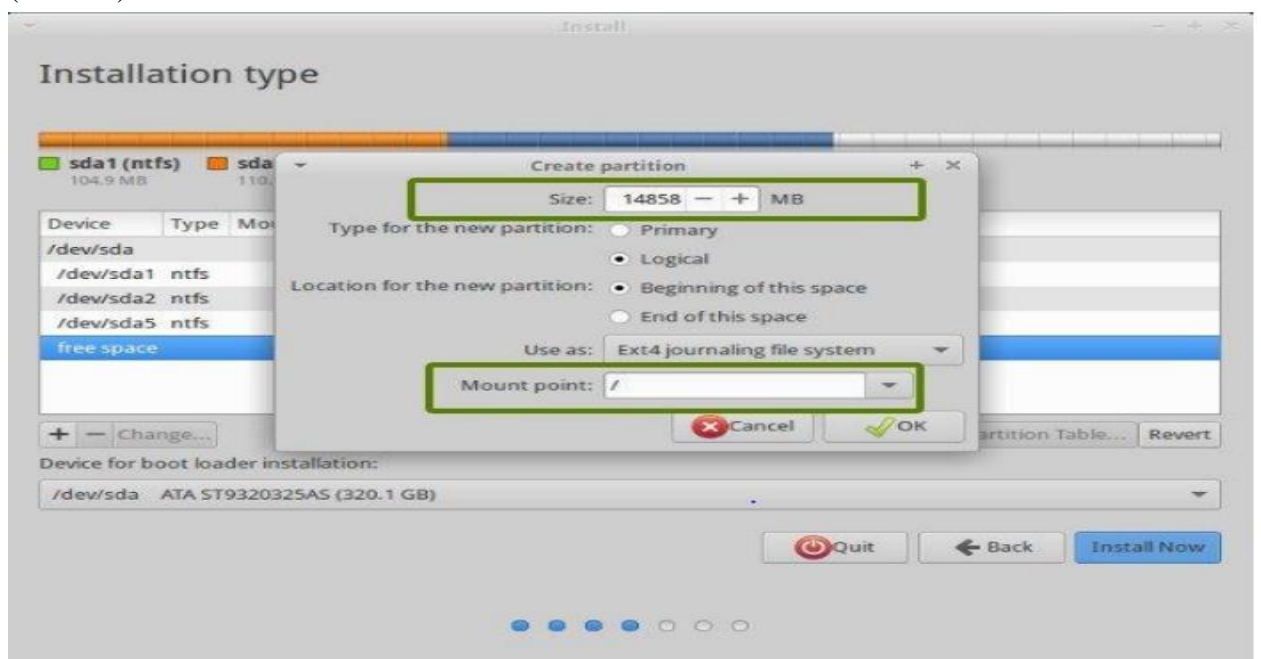 Install
Installation type
sda1 (ntfs) sda
104.9 MB 110.
Create partition
Size: 14858 − + MB
Device Type Mo
Type for the new partition: Primary
/dev/sda
Logical
/dev/sda1 ntfs
Location for the new partition: Beginning of this space
/dev/sda2 ntfs
End of this space
/dev/sda5 ntfs
free space
Use as: Ext4 journaling file system
Mount point: /
Cancel OK
+ − Change... artition Table... Revert
Device for boot loader installation:
/dev/sda ATA ST9320325AS (320.1 GB)
Quit Back Install Now